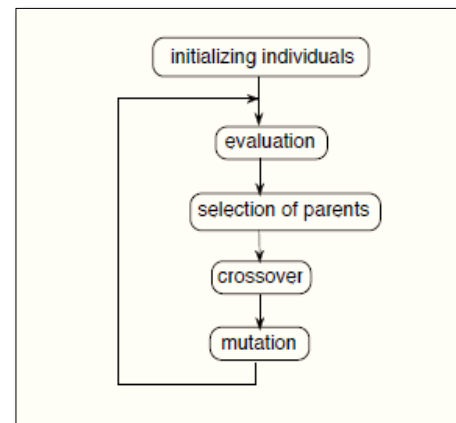 initializing individuals
evaluation
selection of parents
crossover
mutation